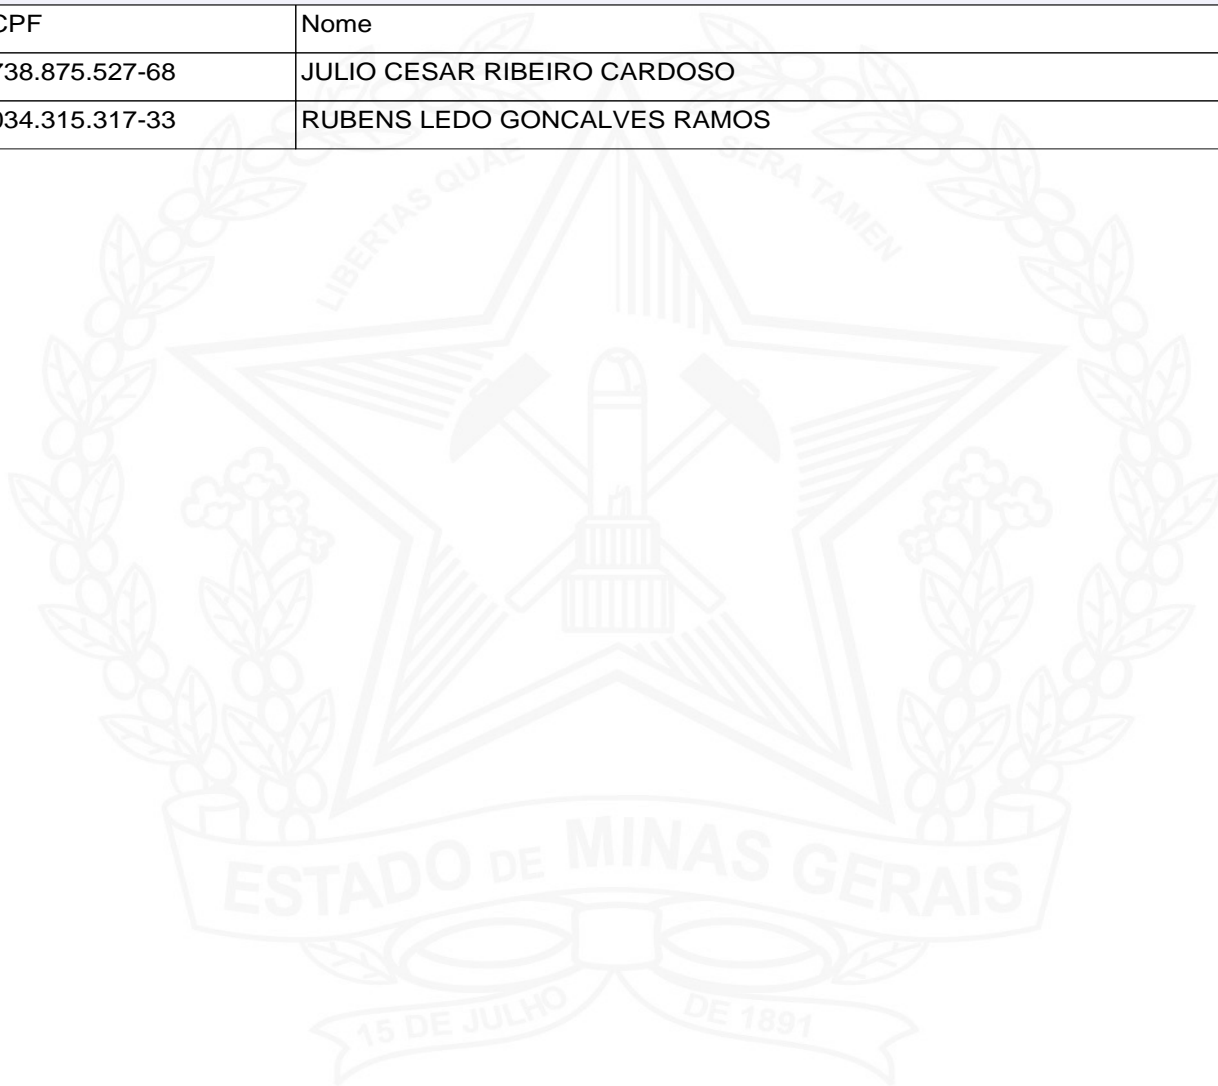 CPF Nome
738.875.527-68 JULIO CESAR RIBEIRO CARDOSO
034.315.317-33 RUBENS LEDO GONCALVES RAMOS
LIBERTAS QUAE SERA TAMEN
ESTADO DE MINAS GERAIS
15 DE JULHO DE 1891